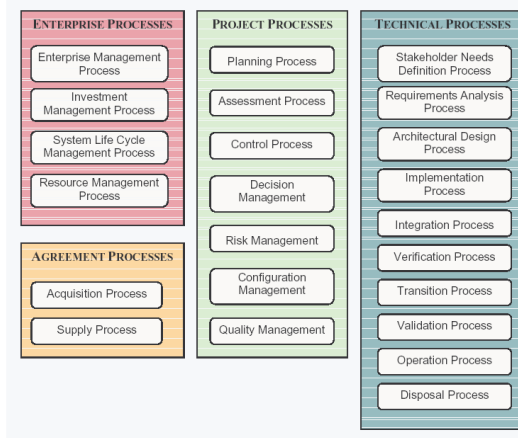 ENTERPRISE PROCESSES
Enterprise Management
Process
Investment
Management Process
System Life Cycle
Management Process
Resource Management
Process
AGREEMENT PROCESSES
Acquisition Process
Supply Process
PROJECT PROCESSES
Planning Process
Assessment Process
Control Process
Decision
Management
Risk Management
Configuration
Management
Quality Management
TECHNICAL PROCESSES
Stakeholder Needs
Definition Process
Requirements Analysis
Process
Architectural Design
Process
Implementation
Process
Integration Process
Verification Process
Transition Process
Validation Process
Operation Process
Disposal Process